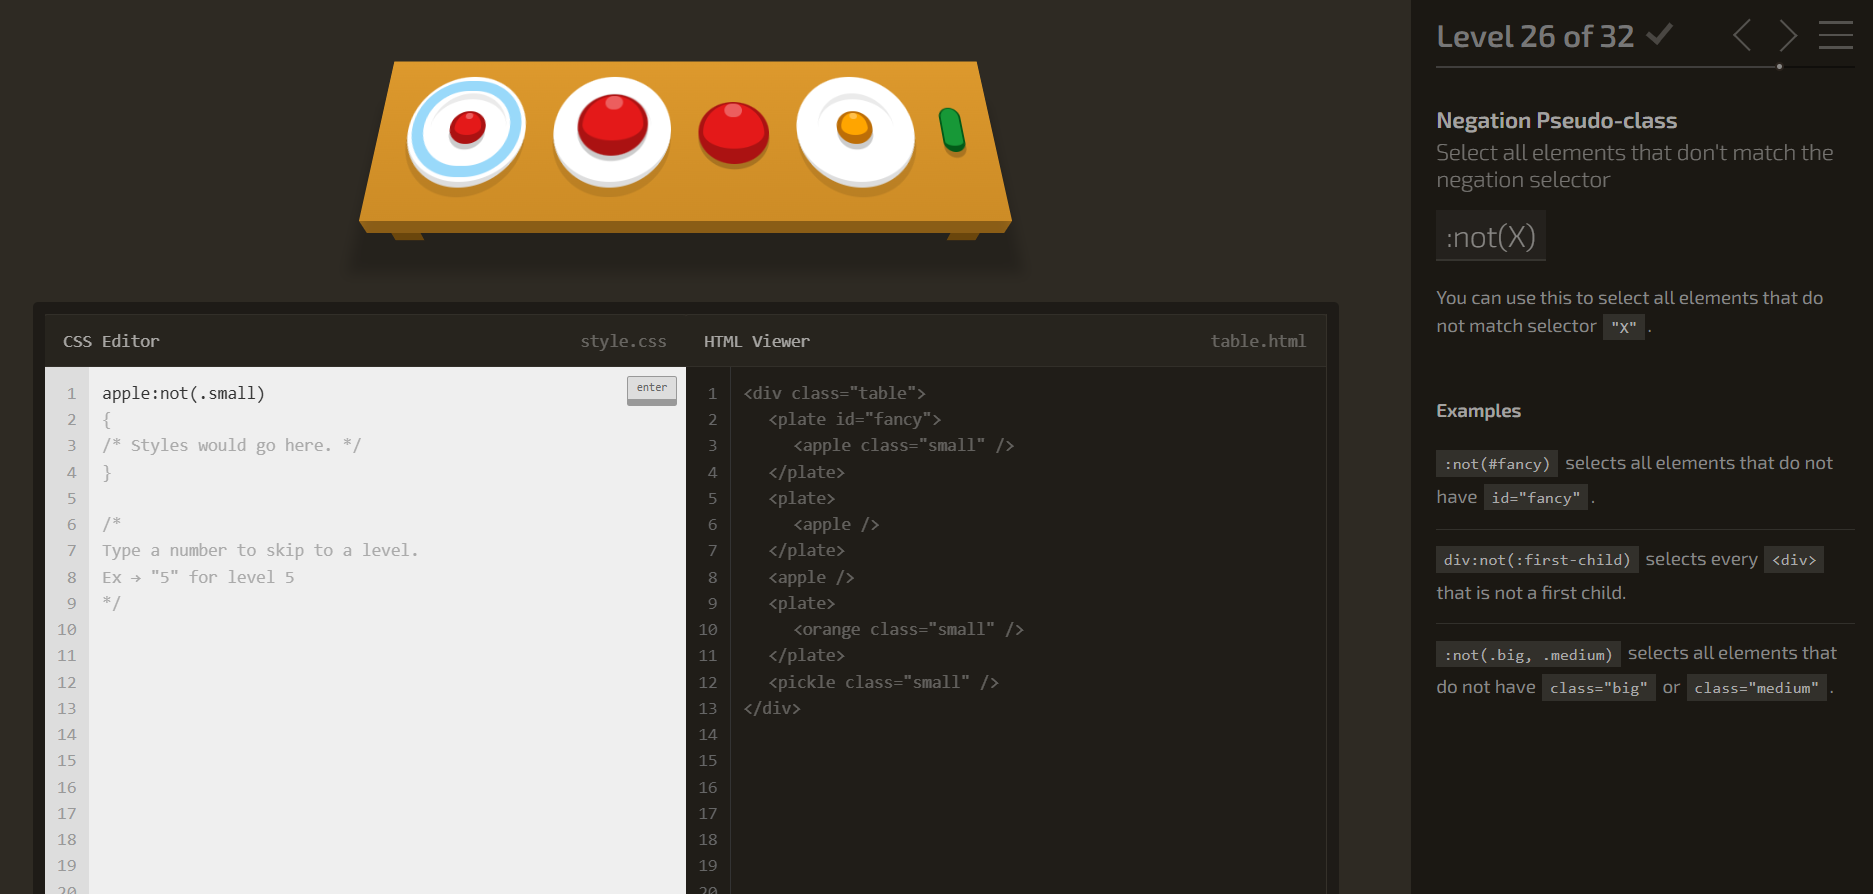 Level 26 of 32
Negation Pseudo-class
Select all elements that don't match the
negation selector
:not(X)
You can use this to select all elements that do
not match selector "X" .
Examples
:not(#fancy) selects all elements that do not
have id="fancy" .
div:not(:first-child) selects every <div>
that is not a first child.
:not(.big, .medium) selects all elements that
do not have class="big" or class="medium" .
CSS Editor style.css
1 apple:not(.small) enter
2 {
3 /* Styles would go here. */
4 }
5
6 /*
7 Type a number to skip to a level.
8 Ex → "5" for level 5
9 */
10
11
12
13
14
15
16
17
18
19
20
HTML Viewer table.html
1 <div class="table">
2 <plate id="fancy">
3 <apple class="small" />
4 </plate>
5 <plate>
6 <apple />
7 </plate>
8 <apple />
9 <plate>
10 <orange class="small" />
11 </plate>
12 <pickle class="small" />
13 </div>
14
15
16
17
18
19
20